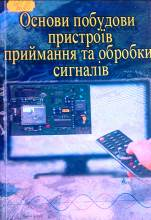 Основи побудови
пристроїв
приймання та обробки
сигналів